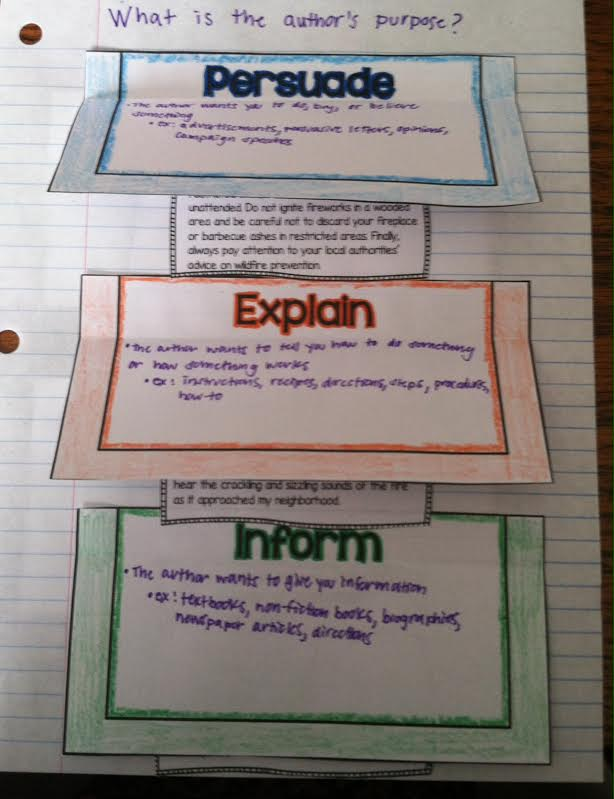 What is the author's purpose?
Persuade
• The author wants you to do, buy, or believe
something
• ex: advertisements, persuasive letters, opinions,
campaign speeches
unattended. Do not ignite fireworks in a wooded
area and be careful not to discard your fireplace
or barbecue ashes in restricted areas. Finally,
always pay attention to your local authorities'
advice on wildfire prevention.
Explain
• The author wants to tell you how to do something
or how something works
• ex: instructions, recipes, directions, steps, procedures,
how-to
hear the crackling and sizzling sounds of the fire
as it approached my neighborhood.
Inform
• The author wants to give you information
• ex: textbooks, non-fiction books, biographies,
newspaper articles, directions